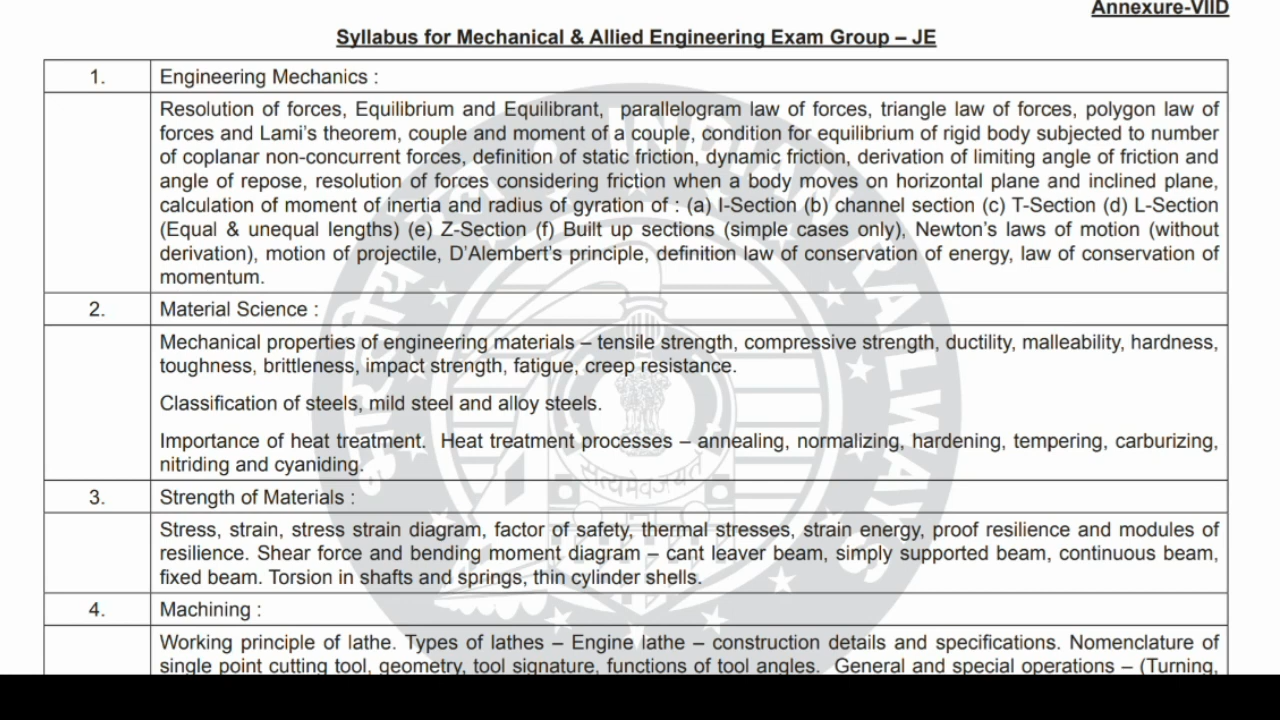 Annexure-VIID
Syllabus for Mechanical & Allied Engineering Exam Group – JE
1. Engineering Mechanics :
Resolution of forces, Equilibrium and Equilibrant, parallelogram law of forces, triangle law of forces, polygon law of
forces and Lami's theorem, couple and moment of a couple, condition for equilibrium of rigid body subjected to number
of coplanar non-concurrent forces, definition of static friction, dynamic friction, derivation of limiting angle of friction and
angle of repose, resolution of forces considering friction when a body moves on horizontal plane and inclined plane,
calculation of moment of inertia and radius of gyration of : (a) I-Section (b) channel section (c) T-Section (d) L-Section
(Equal & unequal lengths) (e) Z-Section (f) Built up sections (simple cases only), Newton's laws of motion (without
derivation), motion of projectile, D'Alembert's principle, definition law of conservation of energy, law of conservation of
momentum.
2. Material Science :
Mechanical properties of engineering materials – tensile strength, compressive strength, ductility, malleability, hardness,
toughness, brittleness, impact strength, fatigue, creep resistance.
Classification of steels, mild steel and alloy steels.
Importance of heat treatment. Heat treatment processes – annealing, normalizing, hardening, tempering, carburizing,
nitriding and cyaniding.
3. Strength of Materials :
Stress, strain, stress strain diagram, factor of safety, thermal stresses, strain energy, proof resilience and modules of
resilience. Shear force and bending moment diagram – cant leaver beam, simply supported beam, continuous beam,
fixed beam. Torsion in shafts and springs, thin cylinder shells.
4. Machining :
Working principle of lathe. Types of lathes – Engine lathe – construction details and specifications. Nomenclature of
single point cutting tool, geometry, tool signature, functions of tool angles. General and special operations – (Turning,
INDIAN RAILWAYS
भारतीय रेल
सत्यमेव जयते